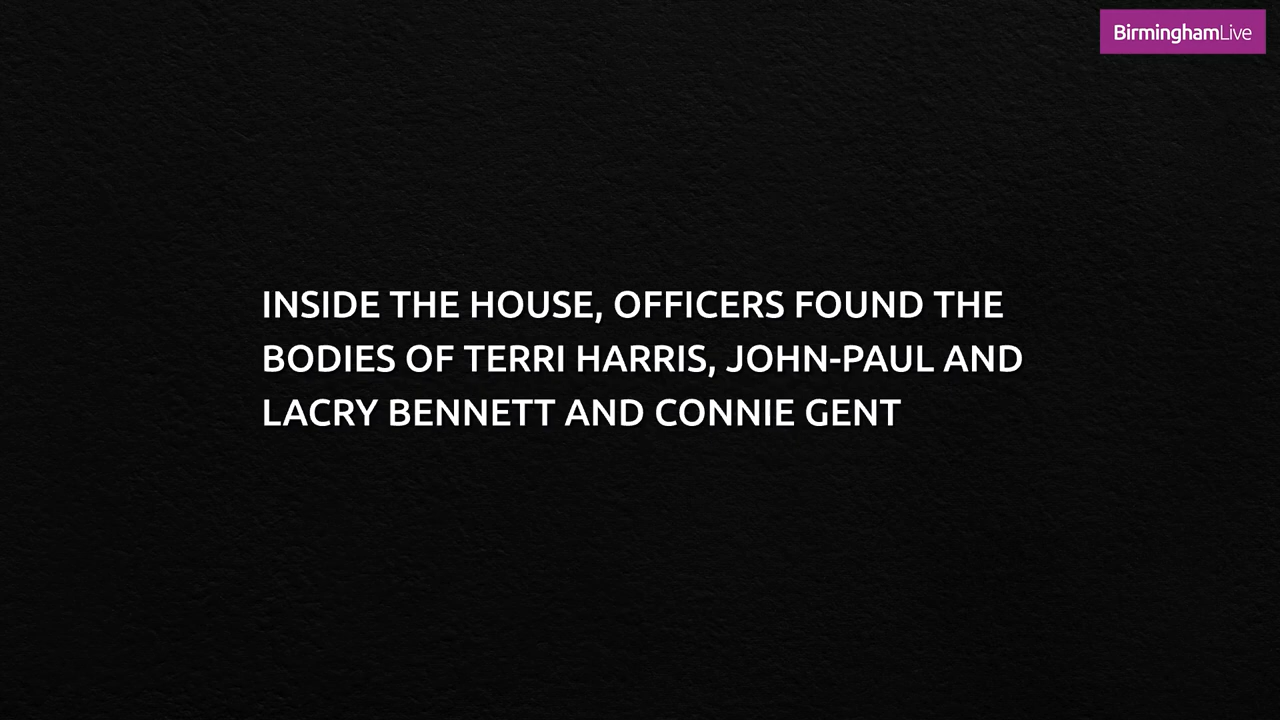 BirminghamLive
INSIDE THE HOUSE, OFFICERS FOUND THE
BODIES OF TERRI HARRIS, JOHN-PAUL AND
LACRY BENNETT AND CONNIE GENT